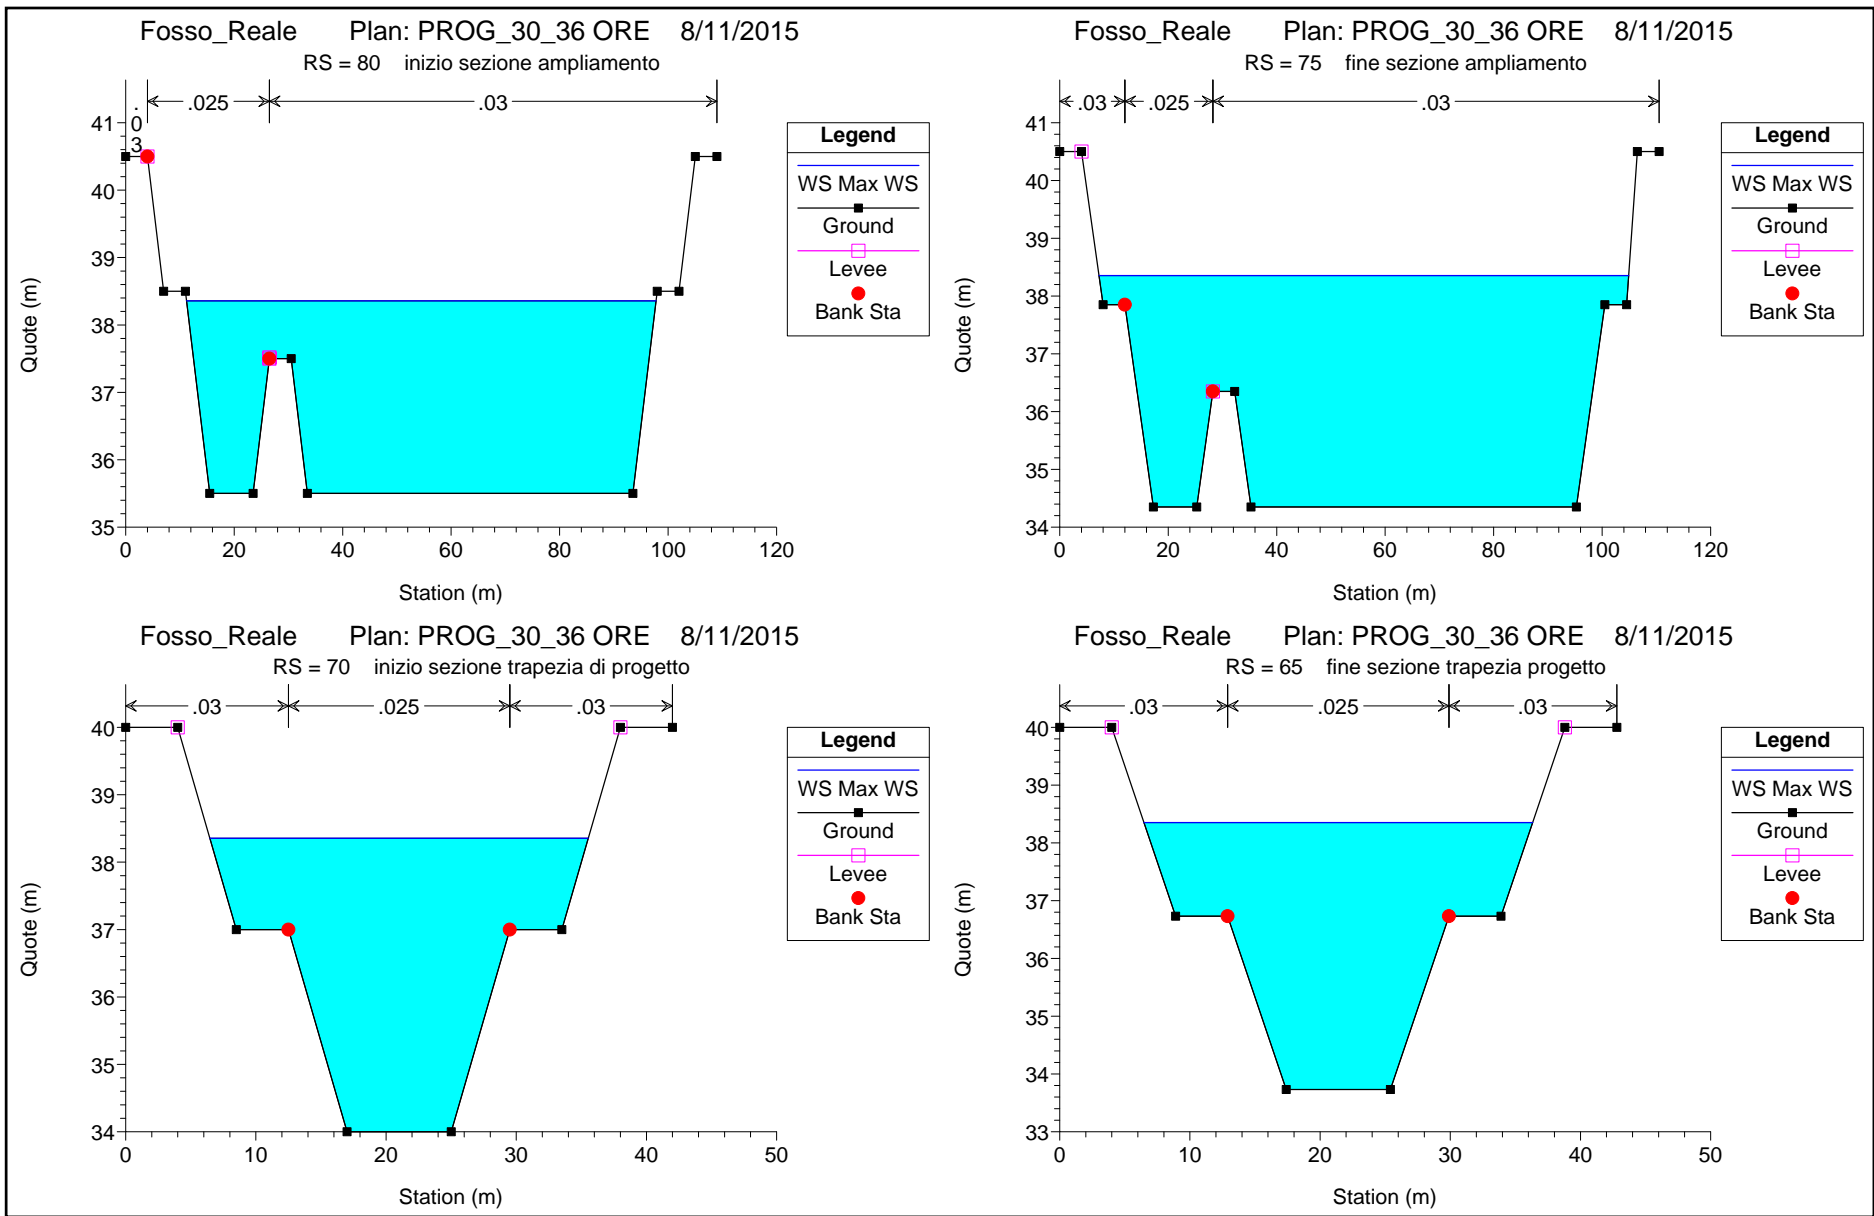 Fosso_Reale Plan: PROG_30_36 ORE 8/11/2015
RS = 80 inizio sezione ampliamento
.03
.025
.03
41
40
39
38
37
36
35
0 20 40 60 80 100 120
Station (m)
Quote (m)
Legend
WS Max WS
Ground
Levee
Bank Sta
Fosso_Reale Plan: PROG_30_36 ORE 8/11/2015
RS = 75 fine sezione ampliamento
.03
.025
.03
41
40
39
38
37
36
35
34
0 20 40 60 80 100 120
Station (m)
Quote (m)
Legend
WS Max WS
Ground
Levee
Bank Sta
Fosso_Reale Plan: PROG_30_36 ORE 8/11/2015
RS = 70 inizio sezione trapezia di progetto
.03
.025
.03
40
39
38
37
36
35
34
0 10 20 30 40 50
Station (m)
Quote (m)
Legend
WS Max WS
Ground
Levee
Bank Sta
Fosso_Reale Plan: PROG_30_36 ORE 8/11/2015
RS = 65 fine sezione trapezia progetto
.03
.025
.03
40
39
38
37
36
35
34
33
0 10 20 30 40 50
Station (m)
Quote (m)
Legend
WS Max WS
Ground
Levee
Bank Sta